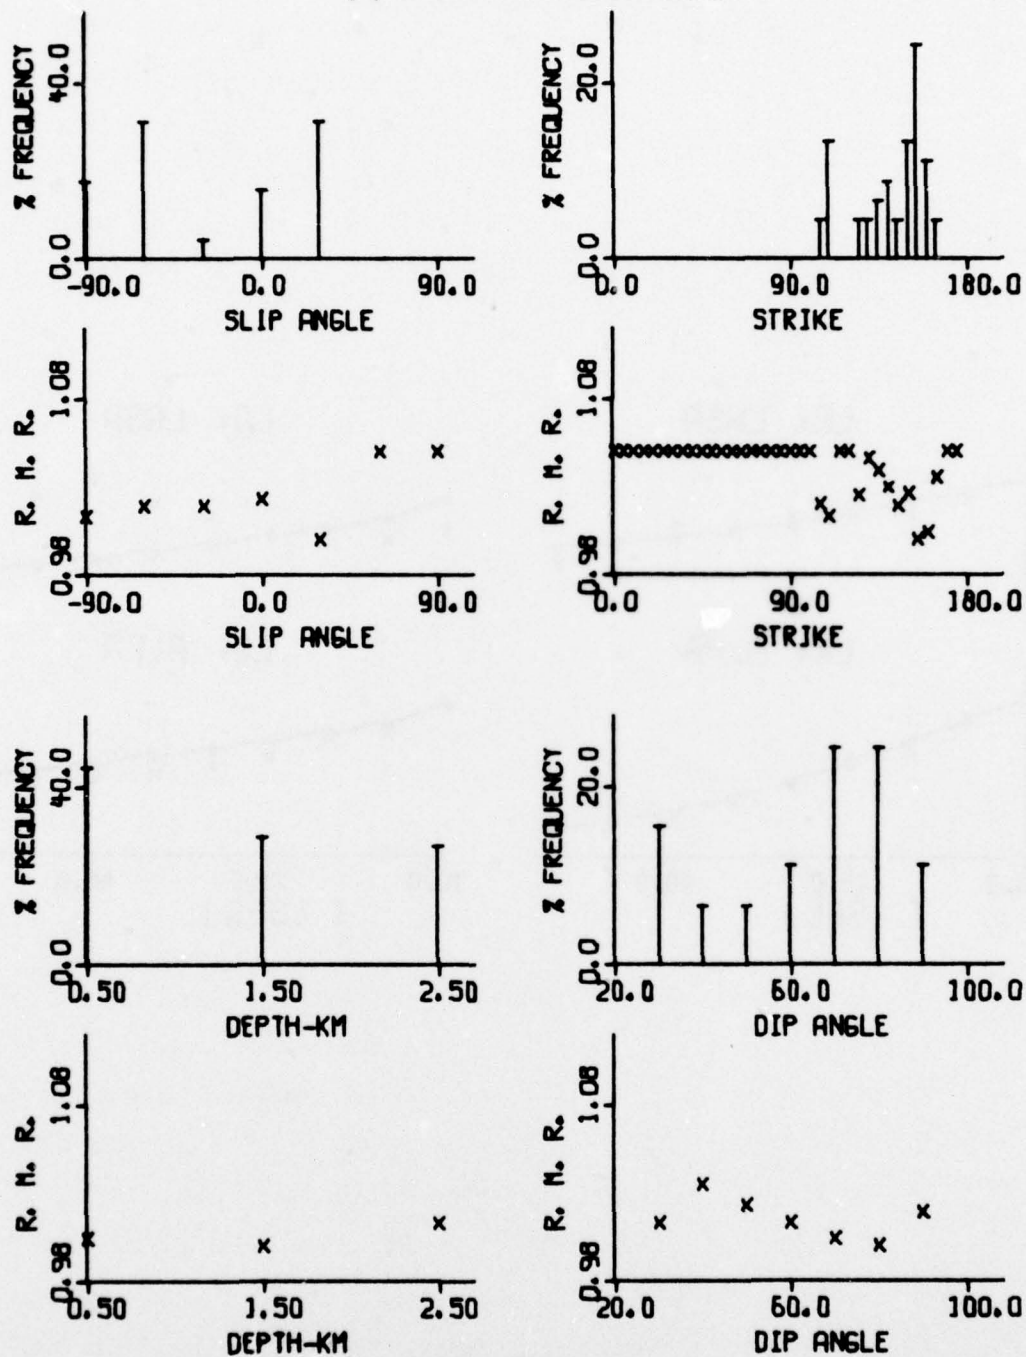 % FREQUENCY
40.0
0.0
-90.0 0.0 90.0
SLIP ANGLE
% FREQUENCY
20.0
0.0
0.0 90.0 180.0
STRIKE
R. M. R.
1.08
0.98
-90.0 0.0 90.0
SLIP ANGLE
R. M. R.
1.08
0.98
0.0 90.0 180.0
STRIKE
% FREQUENCY
40.0
0.0
0.50 1.50 2.50
DEPTH-KM
% FREQUENCY
20.0
0.0
20.0 60.0 100.0
DIP ANGLE
R. M. R.
1.08
0.98
0.50 1.50 2.50
DEPTH-KM
R. M. R.
1.08
0.98
20.0 60.0 100.0
DIP ANGLE